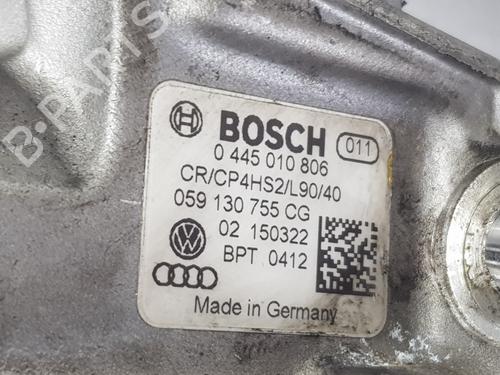 BOSCH 011
0 445 010 806
CR/CP4HS2/L90/40
059 130 755 CG
02 150322
BPT 0412
Made in Germany
B-PARTS